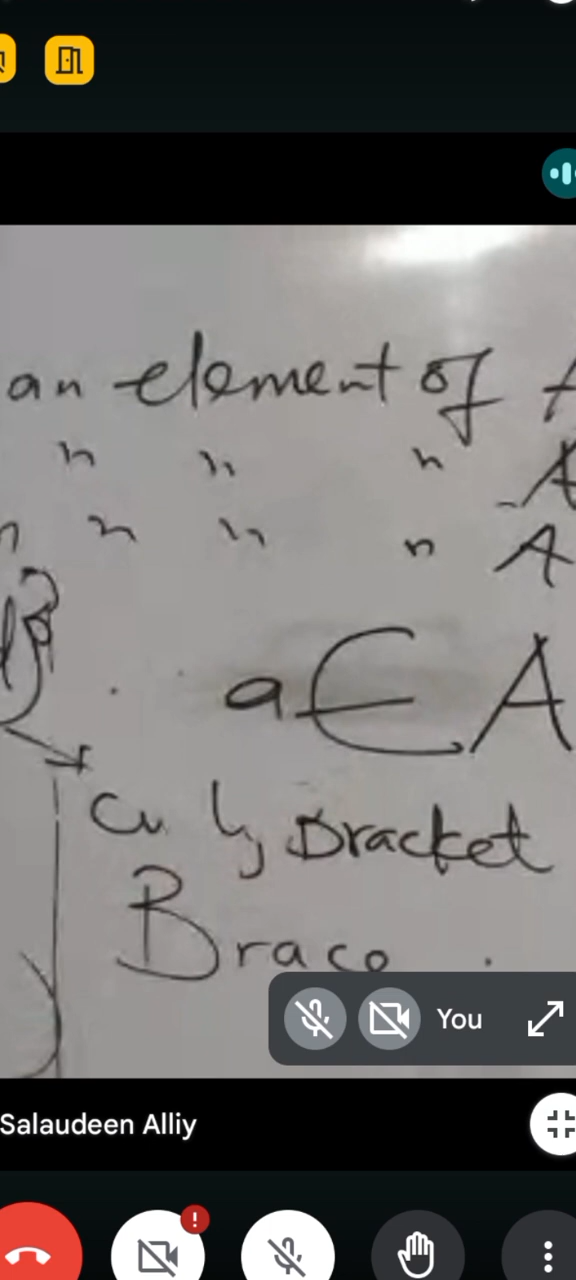 an element of A
" " " A
" " " " A
a ∈ A
Bracket
Brace.
You
Salaudeen Alliy